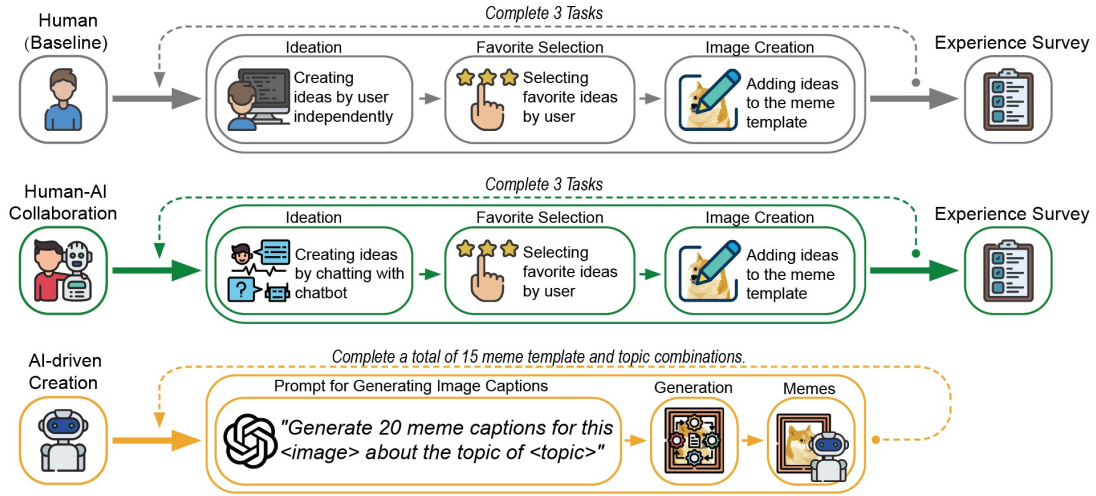 Complete 3 Tasks
Human
(Baseline)
Ideation
Favorite Selection
Image Creation
Experience Survey
Creating
ideas by user
independently
Selecting
favorite ideas
by user
Adding ideas
to the meme
template
Complete 3 Tasks
Human-AI
Collaboration
Ideation
Favorite Selection
Image Creation
Experience Survey
Creating ideas
by chatting with
chatbot
Selecting
favorite ideas
by user
Adding ideas
to the meme
template
Complete a total of 15 meme template and topic combinations.
AI-driven
Creation
Prompt for Generating Image Captions
Generation
Memes
"Generate 20 meme captions for this
<image> about the topic of <topic>"